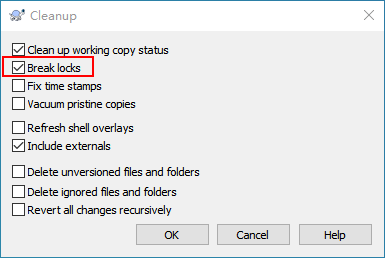 Cleanup
Clean up working copy status
Break locks
Fix time stamps
Vacuum pristine copies
Refresh shell overlays
Include externals
Delete unversioned files and folders
Delete ignored files and folders
Revert all changes recursively
OK Cancel Help